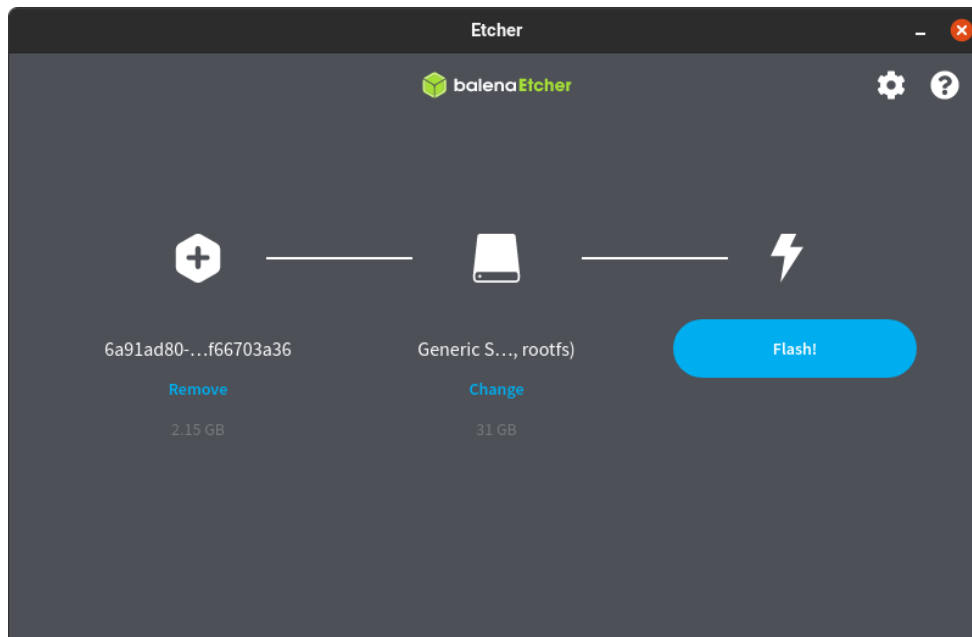 Etcher
balenaEtcher
6a91ad80-...f66703a36
Generic S..., rootfs)
Flash!
Remove
Change
2.15 GB
31 GB